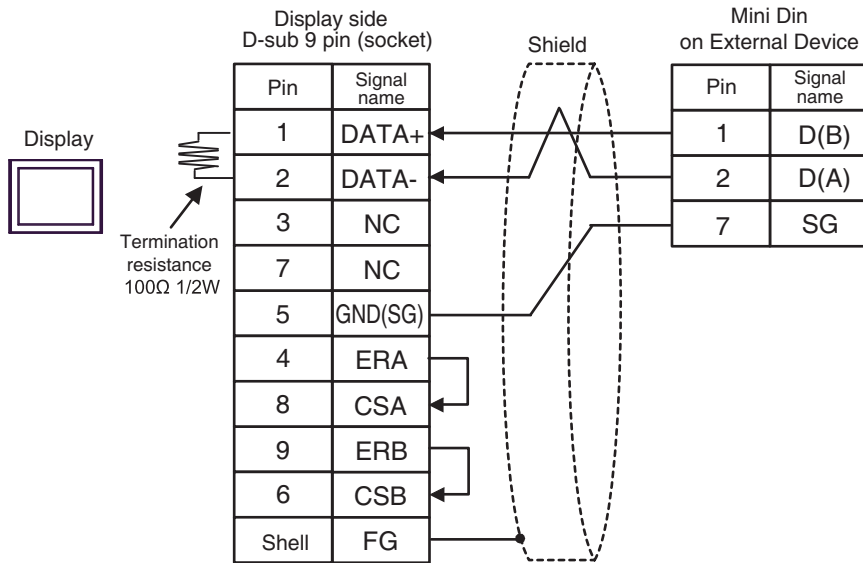 Display side
D-sub 9 pin (socket)
Shield
Mini Din
on External Device
Pin
Signal
name
Pin
Signal
name
1
DATA+
1
D(B)
2
DATA-
2
D(A)
3
NC
7
SG
7
NC
5
GND(SG)
4
ERA
8
CSA
9
ERB
6
CSB
Shell
FG
Display
Termination
resistance
100Ω 1/2W